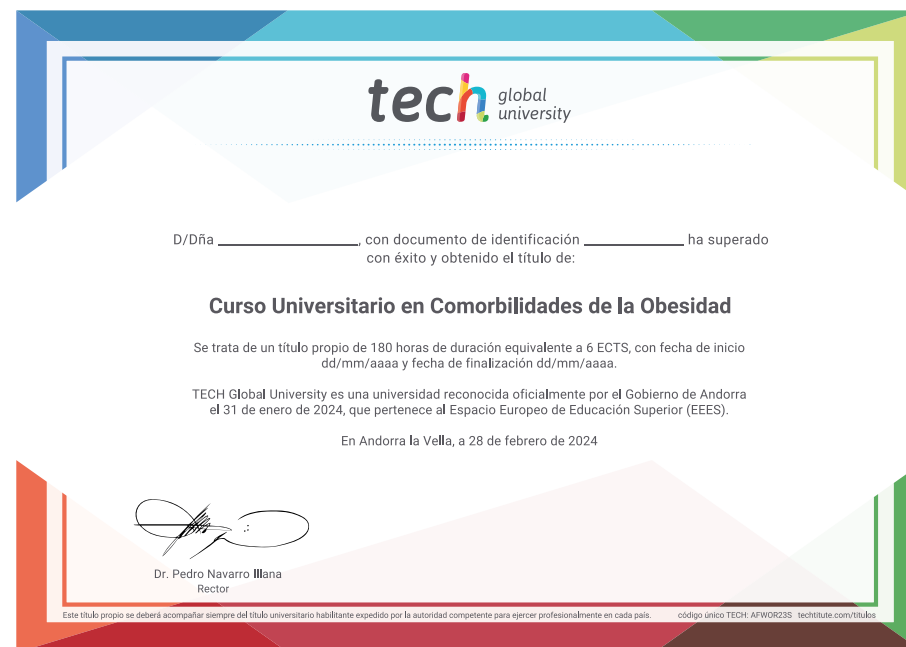 tech global university
D/Dña ____________________, con documento de identificación ______________ ha superado
con éxito y obtenido el título de:
Curso Universitario en Comorbilidades de la Obesidad
Se trata de un título propio de 180 horas de duración equivalente a 6 ECTS, con fecha de inicio
dd/mm/aaaa y fecha de finalización dd/mm/aaaa.
TECH Global University es una universidad reconocida oficialmente por el Gobierno de Andorra
el 31 de enero de 2024, que pertenece al Espacio Europeo de Educación Superior (EEES).
En Andorra la Vella, a 28 de febrero de 2024
Dr. Pedro Navarro Illana
Rector
Este título propio se deberá acompañar siempre del título universitario habilitante expedido por la autoridad competente para ejercer profesionalmente en cada país. código único TECH: AFWOR23S techtitute.com/titulos